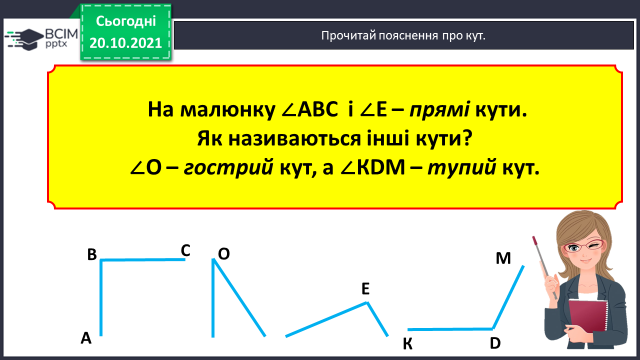 Сьогодні
20.10.2021
ВСІМ
pptx
Прочитай пояснення про кут.
На малюнку ∠АВС і ∠Е – прямі кути.
Як називаються інші кути?
∠О – гострий кут, а ∠КDМ – тупий кут.
В С О М
Е
А К D